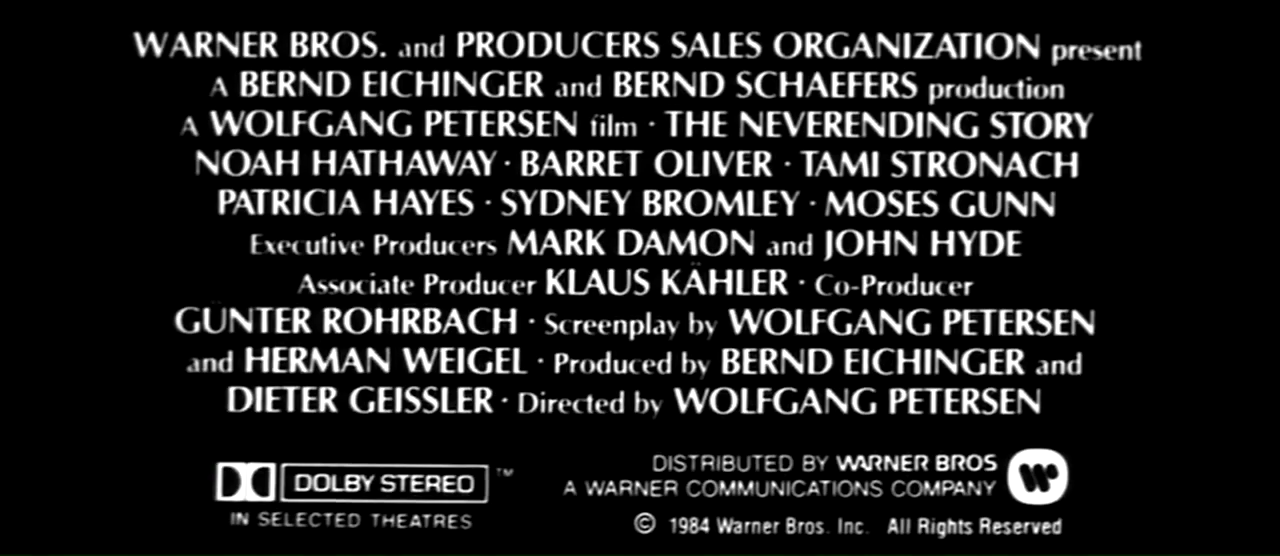 WARNER BROS. and PRODUCERS SALES ORGANIZATION present
A BERND EICHINGER and BERND SCHAEFERS production
A WOLFGANG PETERSEN film · THE NEVERENDING STORY
NOAH HATHAWAY · BARRET OLIVER · TAMI STRONACH
PATRICIA HAYES · SYDNEY BROMLEY · MOSES GUNN
Executive Producers MARK DAMON and JOHN HYDE
Associate Producer KLAUS KÄHLER · Co-Producer
GÜNTER ROHRBACH · Screenplay by WOLFGANG PETERSEN
and HERMAN WEIGEL · Produced by BERND EICHINGER and
DIETER GEISSLER · Directed by WOLFGANG PETERSEN
DOLBY STEREO ™
IN SELECTED THEATRES
DISTRIBUTED BY WARNER BROS
A WARNER COMMUNICATIONS COMPANY
© 1984 Warner Bros. Inc. All Rights Reserved